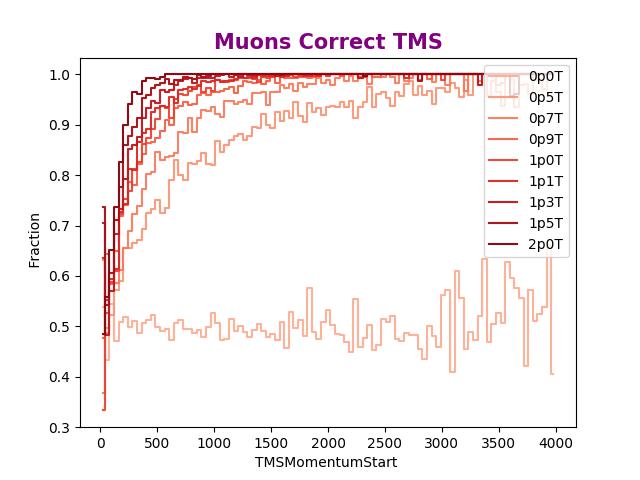 Muons Correct TMS
Fraction
1.0
0.9
0.8
0.7
0.6
0.5
0.4
0.3
0p0T
0p5T
0p7T
0p9T
1p0T
1p1T
1p3T
1p5T
2p0T
0 500 1000 1500 2000 2500 3000 3500 4000
TMSMomentumStart